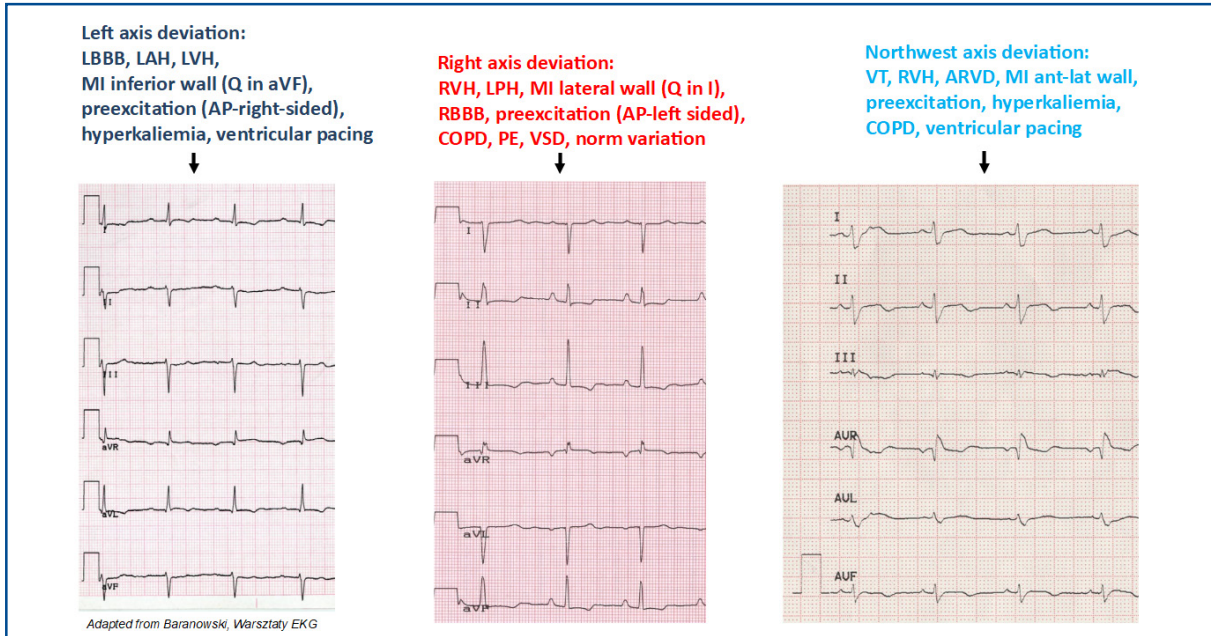 Left axis deviation:
LBBB, LAH, LVH,
MI inferior wall (Q in aVF),
preexcitation (AP-right-sided),
hyperkaliemia, ventricular pacing
Right axis deviation:
RVH, LPH, MI lateral wall (Q in I),
RBBB, preexcitation (AP-left sided),
COPD, PE, VSD, norm variation
Northwest axis deviation:
VT, RVH, ARVD, MI ant-lat wall,
preexcitation, hyperkaliemia,
COPD, ventricular pacing
I
II
III
aVR
aVL
aVF
I
II
III
aVR
aVL
aVF
I
II
III
AVR
AVL
AVF
Adapted from Baranowski, Warsztaty EKG